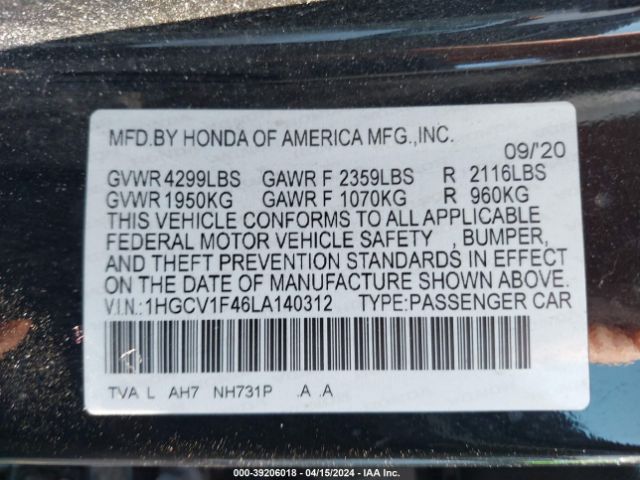 MFD.BY HONDA OF AMERICA MFG.,INC.
09/'20
GVWR 4299LBS GAWR F 2359LBS R 2116LBS
GVWR 1950KG GAWR F 1070KG R 960KG
THIS VEHICLE CONFORMS TO ALL APPLICABLE
FEDERAL MOTOR VEHICLE SAFETY , BUMPER,
AND THEFT PREVENTION STANDARDS IN EFFECT
ON THE DATE OF MANUFACTURE SHOWN ABOVE.
V.I.N.: 1HGCV1F46LA140312 TYPE:PASSENGER CAR
TVA L AH7 NH731P .A .A
000-39206018 - 04/15/2024 - IAA Inc.